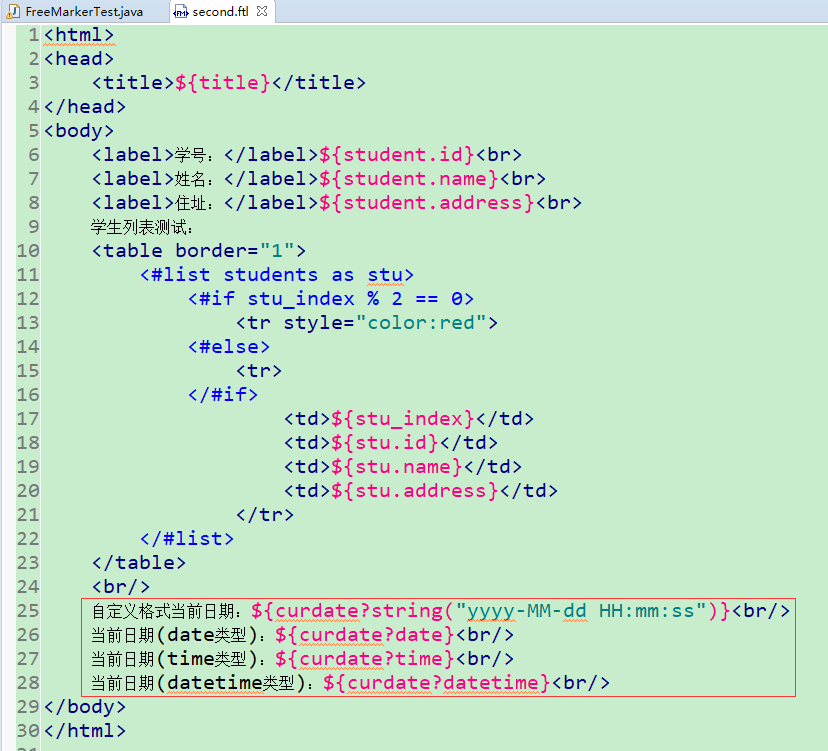 FreeMarkerTest.java second.ftl
1 <html>
2 <head>
3     <title>${title}</title>
4 </head>
5 <body>
6     <label>学号：</label>${student.id}<br>
7     <label>姓名：</label>${student.name}<br>
8     <label>住址：</label>${student.address}<br>
9     学生列表测试：
10     <table border="1">
11         <#list students as stu>
12             <#if stu_index % 2 == 0>
13                 <tr style="color:red">
14             <#else>
15                 <tr>
16             </#if>
17                     <td>${stu_index}</td>
18                     <td>${stu.id}</td>
19                     <td>${stu.name}</td>
20                     <td>${stu.address}</td>
21                 </tr>
22         </#list>
23     </table>
24     <br/>
25     自定义格式当前日期：${curdate?string("yyyy-MM-dd HH:mm:ss")}<br/>
26     当前日期(date类型)：${curdate?date}<br/>
27     当前日期(time类型)：${curdate?time}<br/>
28     当前日期(datetime类型)：${curdate?datetime}<br/>
29 </body>
30 </html>